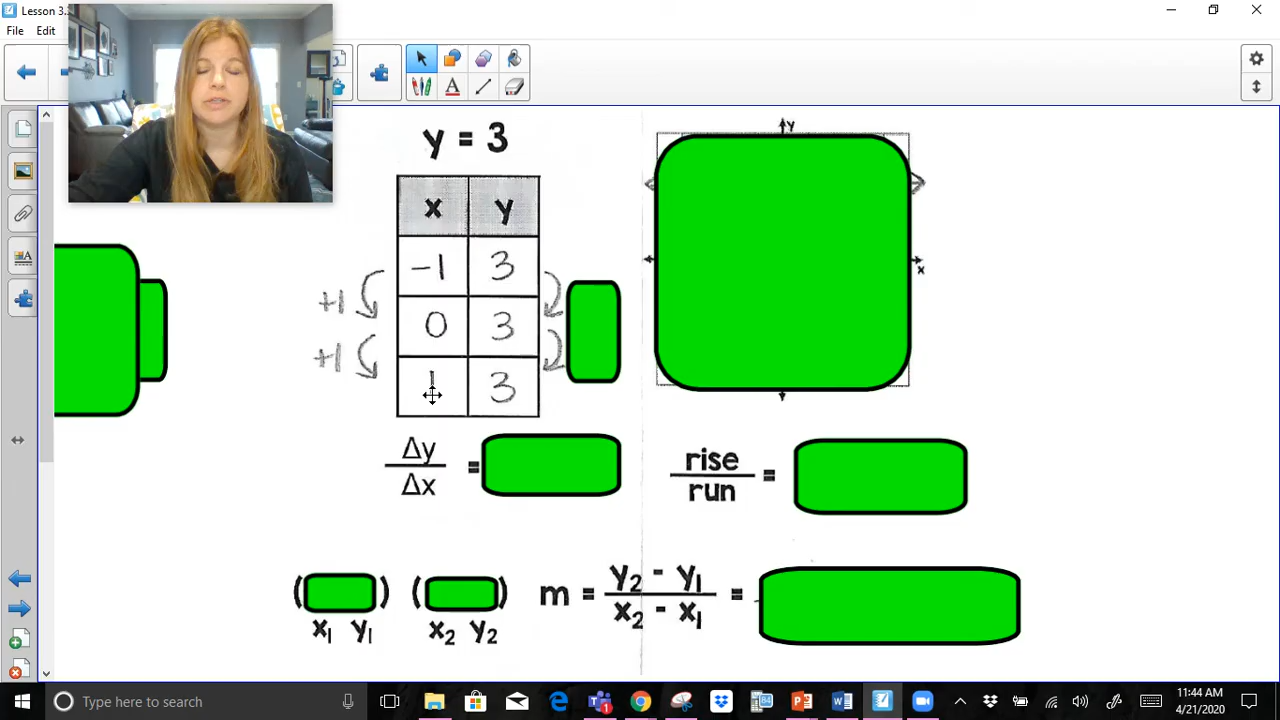 Lesson 3.
File Edit
y = 3
x y
-1 3
+1
0 3
+1
1 3
Δy
Δx
=
rise
run
=
( ) ( )
x1 y1 x2 y2
m = y2 - y1
x2 - x1
=
y
x
Type here to search
11:44 AM
4/21/2020